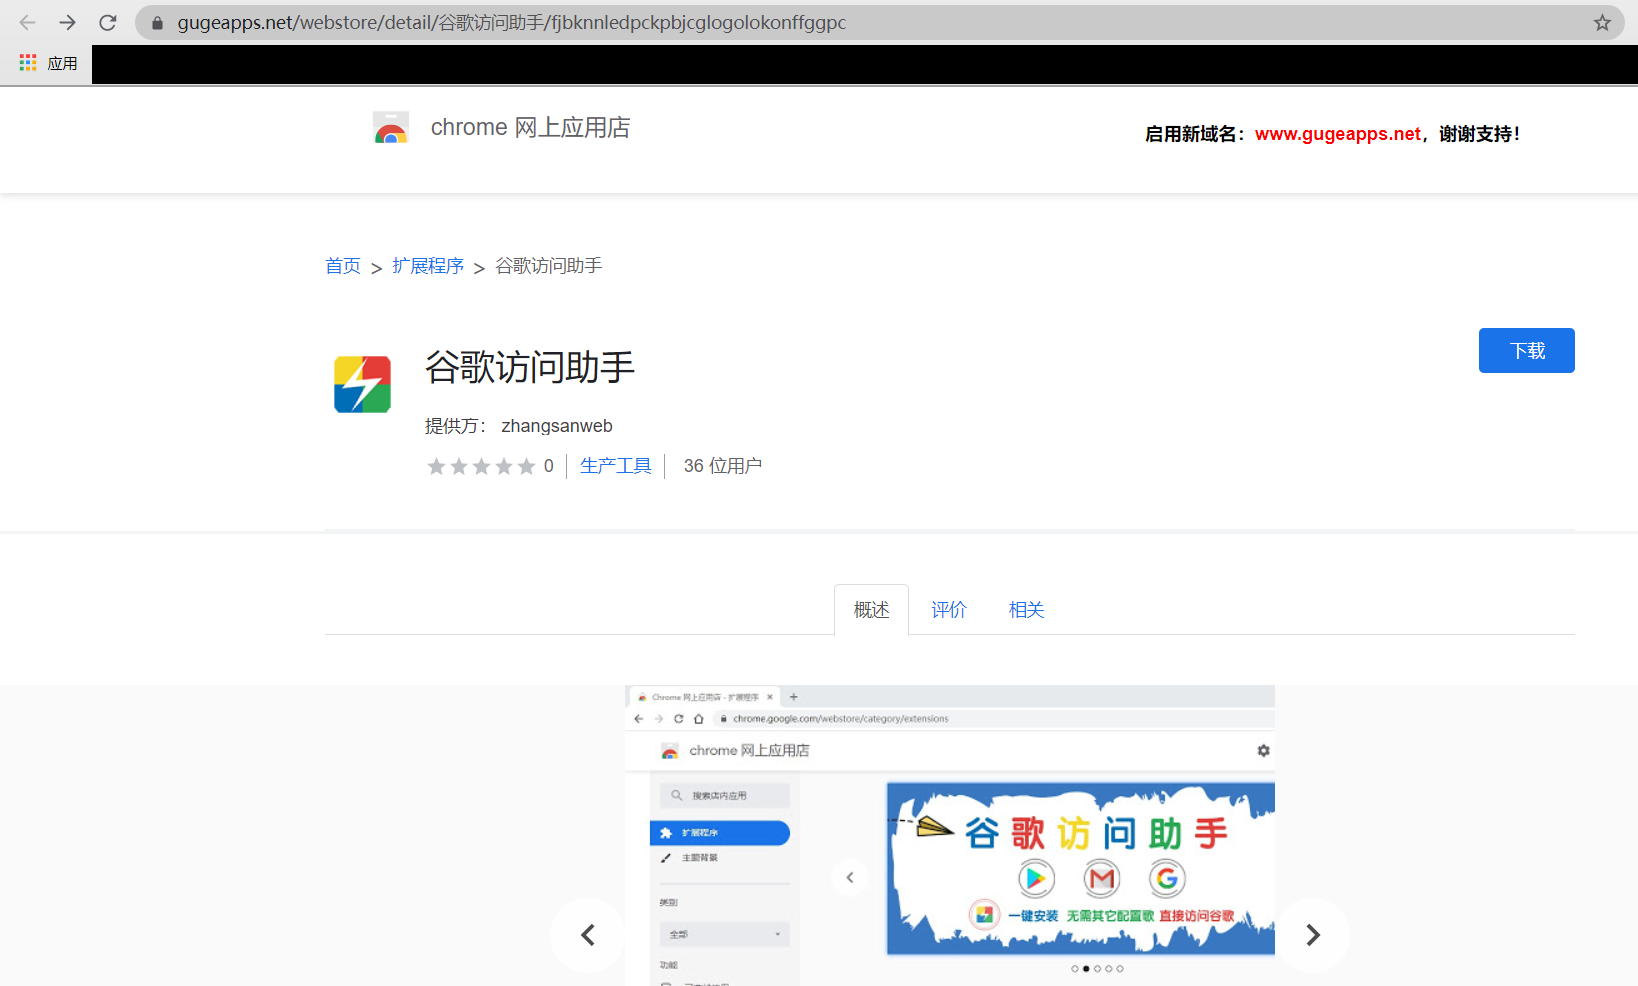 gugeapps.net/webstore/detail/谷歌访问助手/fjbknnledpckpbjcglogolokonffggpc
应用
chrome 网上应用店
启用新域名：www.gugeapps.net，谢谢支持！
首页 > 扩展程序 > 谷歌访问助手
谷歌访问助手
下载
提供方： zhangsanweb
0 生产工具 36 位用户
概述 评价 相关
Chrome 网上应用店 - 扩展程序
chrome.google.com/webstore/category/extensions
chrome 网上应用店
搜索店内应用
扩展程序
主题背景
类别
全部
功能
谷歌访问助手
一键安装 无需其它配置歌 直接访问谷歌